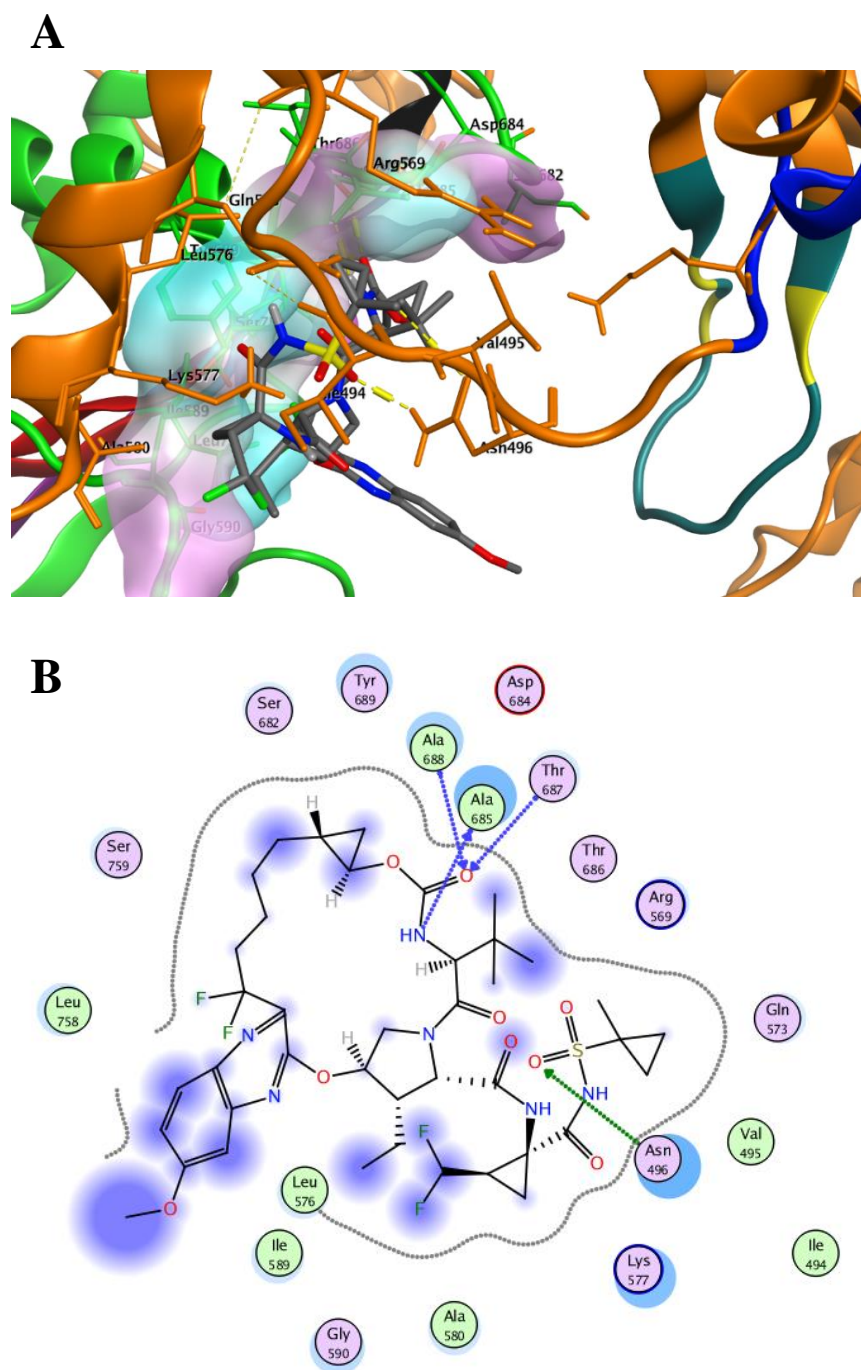 A
Asp684
Thr686
Arg569
Leu576
Val495
Lys577
Asn496
Ile589
Ala580
Gly590
B
Tyr
689
Asp
684
Ser
682
Ala
688
Thr
687
Ala
685
H
Ser
759
O
O
Thr
686
H
Arg
569
HN
F
H
O
O
Gln
573
Leu
758
F
N
H
N
O
O
S
O
N
O
NH
NH
Val
495
F
Asn
496
O
O
Leu
576
F
Ile
589
Lys
577
Ile
494
Ala
580
Gly
590